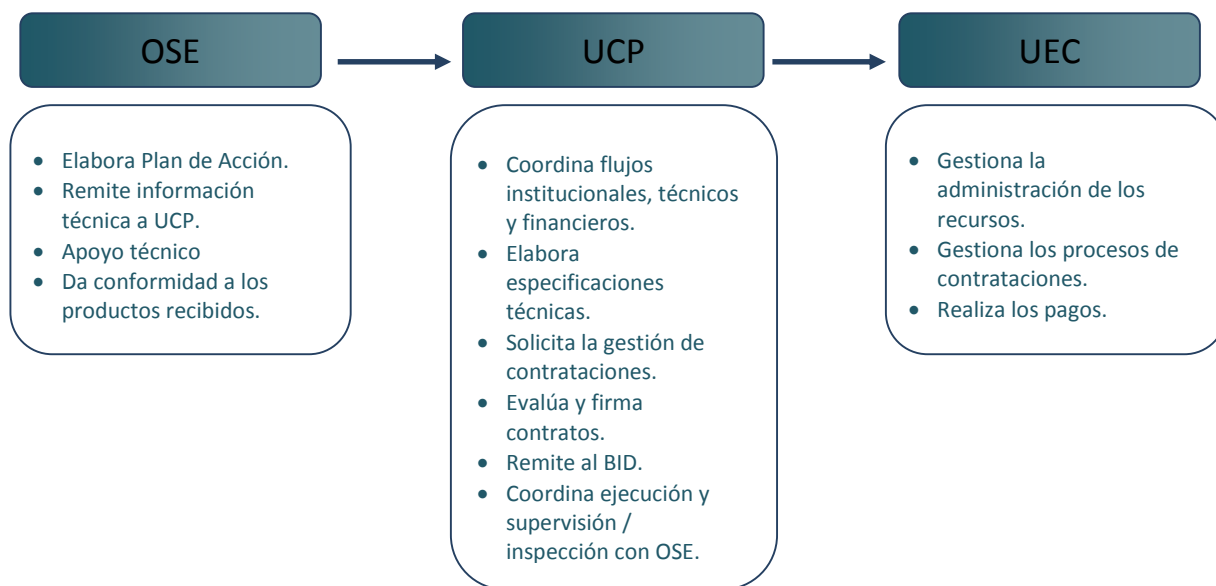 OSE
UCP
UEC
• Elabora Plan de Acción.
• Remite información
técnica a UCP.
• Apoyo técnico
• Da conformidad a los
productos recibidos.
• Coordina flujos
institucionales, técnicos
y financieros.
• Elabora
especificaciones
técnicas.
• Solicita la gestión de
contrataciones.
• Evalúa y firma
contratos.
• Remite al BID.
• Coordina ejecución y
supervisión /
inspección con OSE.
• Gestiona la
administración de los
recursos.
• Gestiona los procesos de
contrataciones.
• Realiza los pagos.